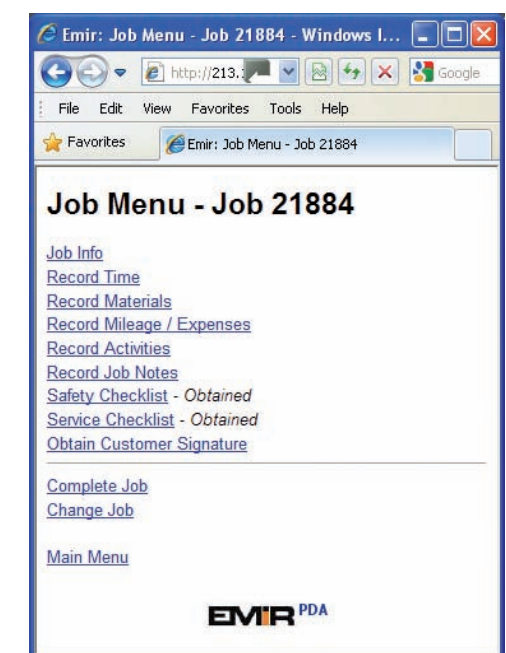 Emir: Job Menu - Job 21884 - Windows I...
http://213.
Google
File Edit View Favorites Tools Help
Favorites Emir: Job Menu - Job 21884
Job Menu - Job 21884
Job Info
Record Time
Record Materials
Record Mileage / Expenses
Record Activities
Record Job Notes
Safety Checklist - Obtained
Service Checklist - Obtained
Obtain Customer Signature
Complete Job
Change Job
Main Menu
EMiR PDA